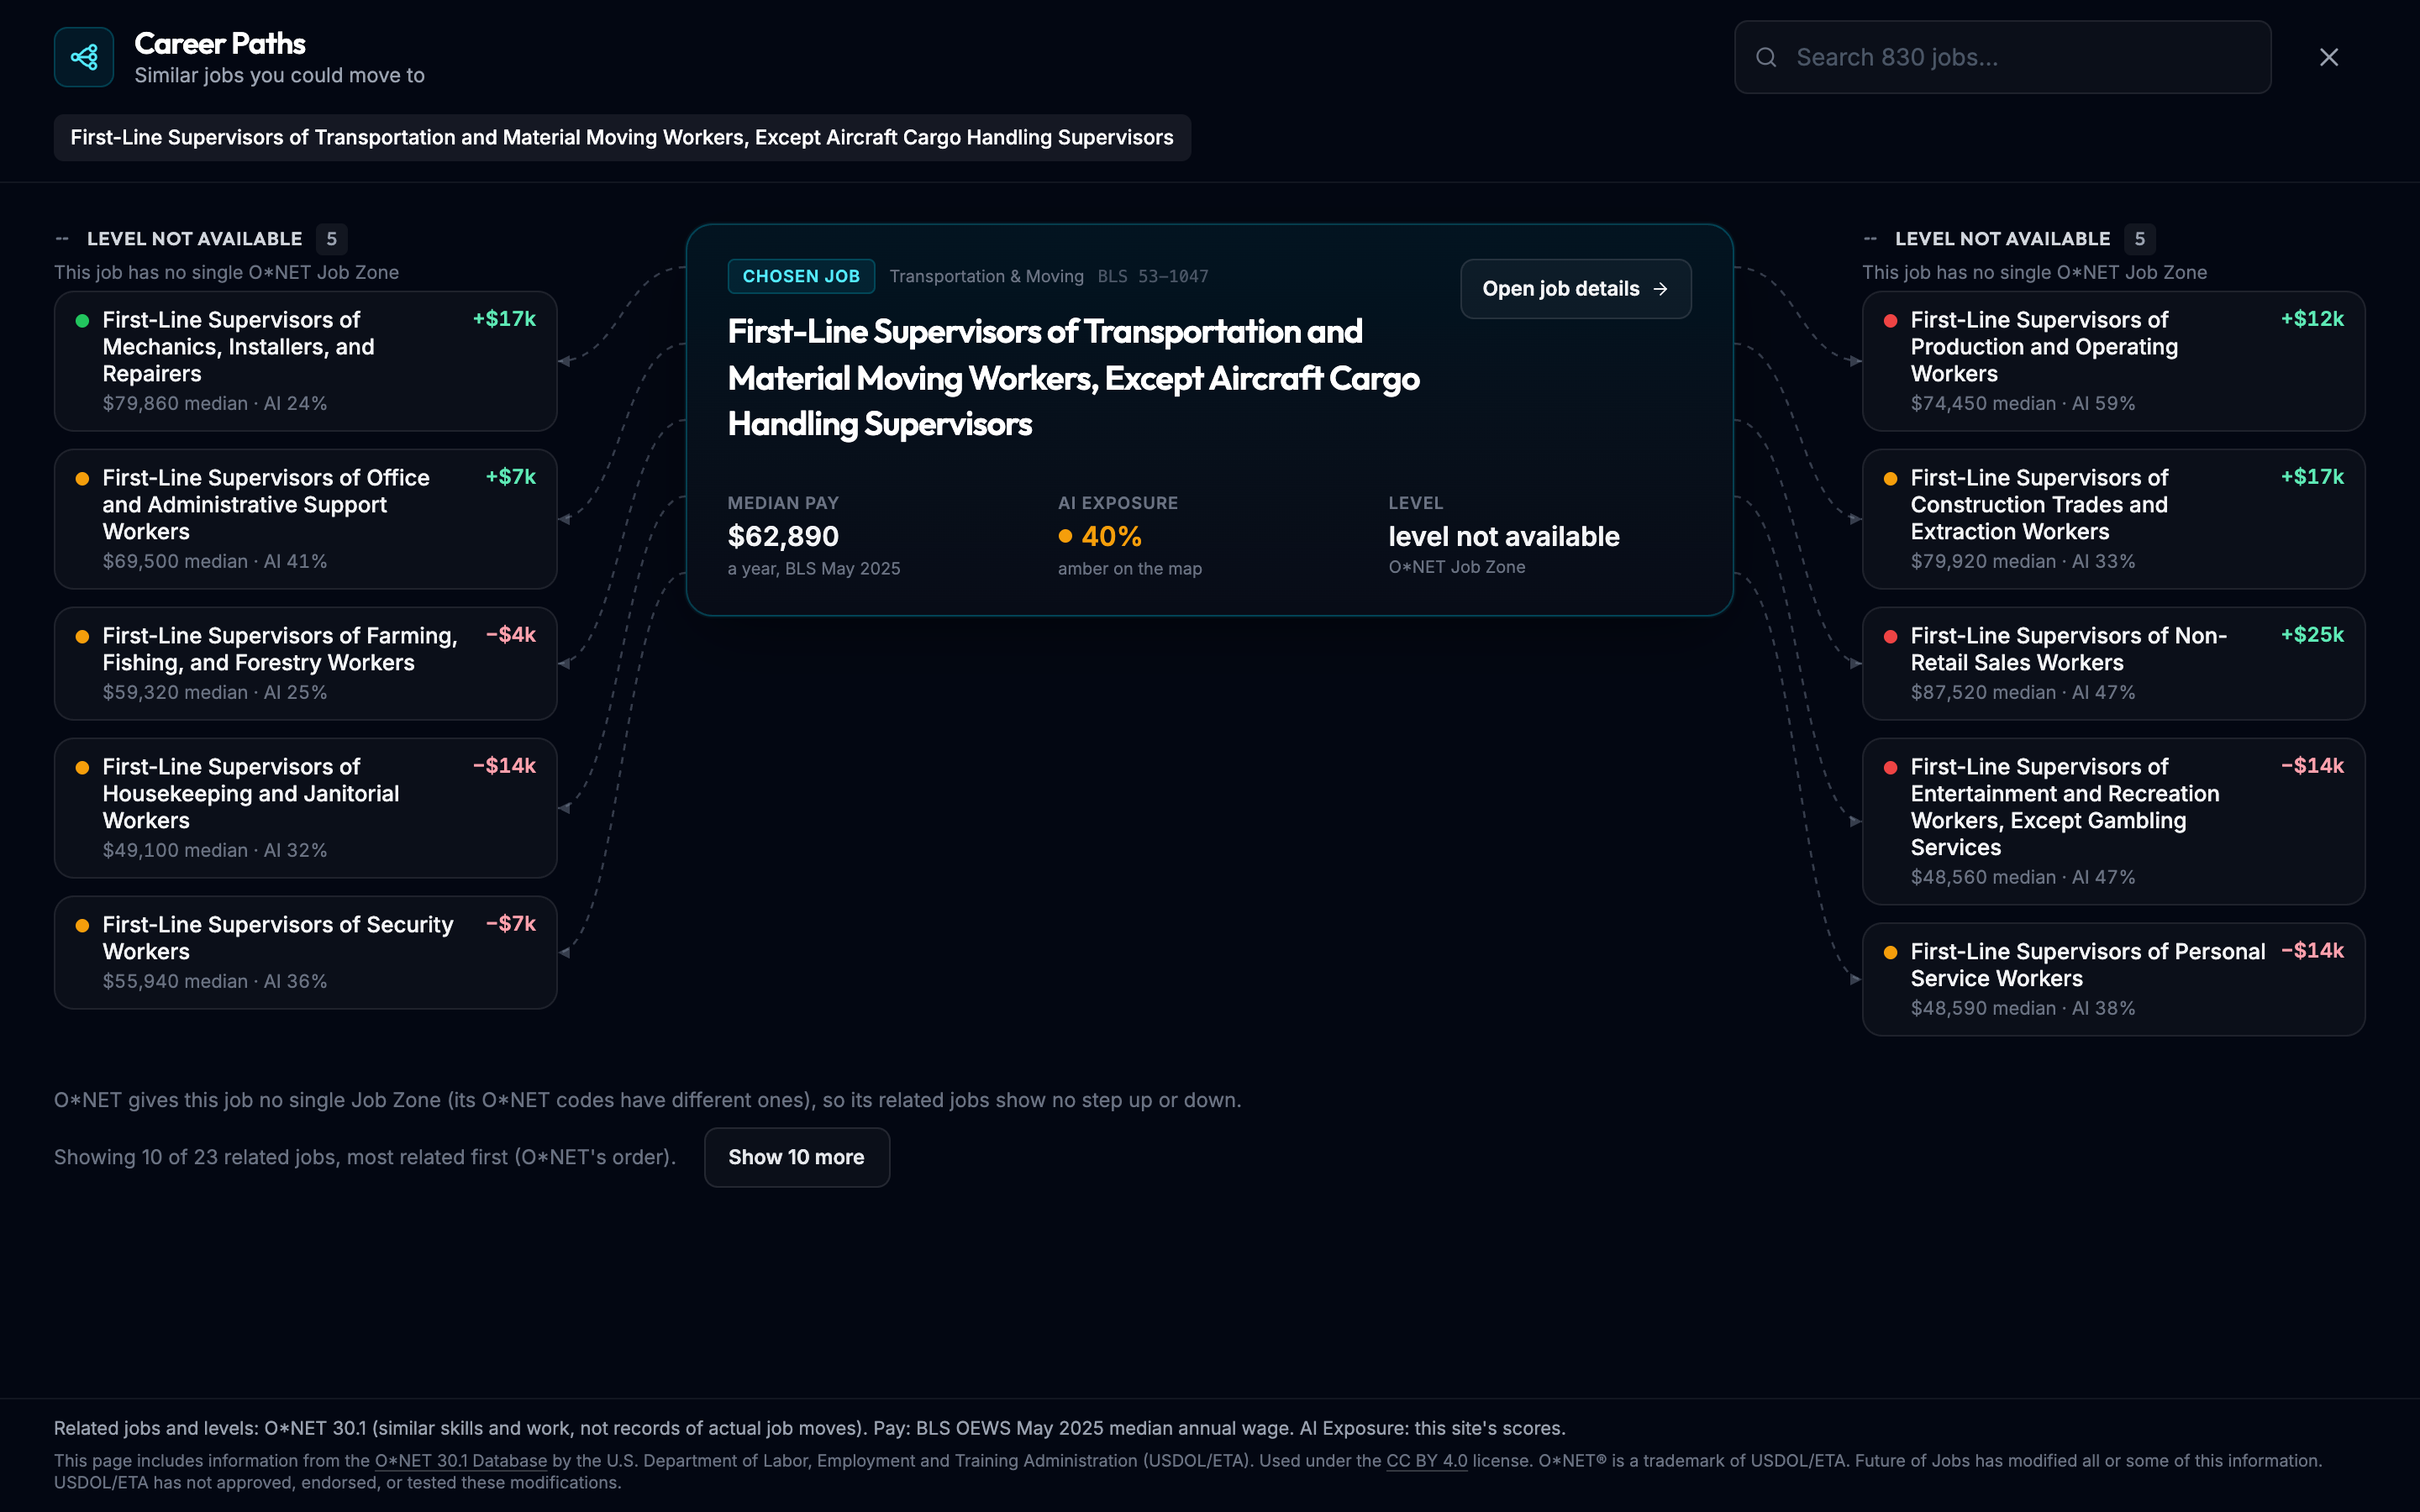 Career Paths
Similar jobs you could move to
Search 830 jobs...
First-Line Supervisors of Transportation and Material Moving Workers, Except Aircraft Cargo Handling Supervisors
-- LEVEL NOT AVAILABLE 5
This job has no single O*NET Job Zone
First-Line Supervisors of +$17k
Mechanics, Installers, and
Repairers
$79,860 median · AI 24%
First-Line Supervisors of Office +$7k
and Administrative Support
Workers
$69,500 median · AI 41%
First-Line Supervisors of Farming, −$4k
Fishing, and Forestry Workers
$59,320 median · AI 25%
First-Line Supervisors of −$14k
Housekeeping and Janitorial
Workers
$49,100 median · AI 32%
First-Line Supervisors of Security −$7k
Workers
$55,940 median · AI 36%
CHOSEN JOB Transportation & Moving BLS 53-1047
Open job details →
First-Line Supervisors of Transportation and
Material Moving Workers, Except Aircraft Cargo
Handling Supervisors
MEDIAN PAY
$62,890
a year, BLS May 2025
AI EXPOSURE
40%
amber on the map
LEVEL
level not available
O*NET Job Zone
-- LEVEL NOT AVAILABLE 5
This job has no single O*NET Job Zone
First-Line Supervisors of +$12k
Production and Operating
Workers
$74,450 median · AI 59%
First-Line Supervisors of +$17k
Construction Trades and
Extraction Workers
$79,920 median · AI 33%
First-Line Supervisors of Non- +$25k
Retail Sales Workers
$87,520 median · AI 47%
First-Line Supervisors of −$14k
Entertainment and Recreation
Workers, Except Gambling
Services
$48,560 median · AI 47%
First-Line Supervisors of Personal −$14k
Service Workers
$48,590 median · AI 38%
O*NET gives this job no single Job Zone (its O*NET codes have different ones), so its related jobs show no step up or down.
Showing 10 of 23 related jobs, most related first (O*NET's order). Show 10 more
Related jobs and levels: O*NET 30.1 (similar skills and work, not records of actual job moves). Pay: BLS OEWS May 2025 median annual wage. AI Exposure: this site's scores.
This page includes information from the O*NET 30.1 Database by the U.S. Department of Labor, Employment and Training Administration (USDOL/ETA). Used under the CC BY 4.0 license. O*NET® is a trademark of USDOL/ETA. Future of Jobs has modified all or some of this information.
USDOL/ETA has not approved, endorsed, or tested these modifications.